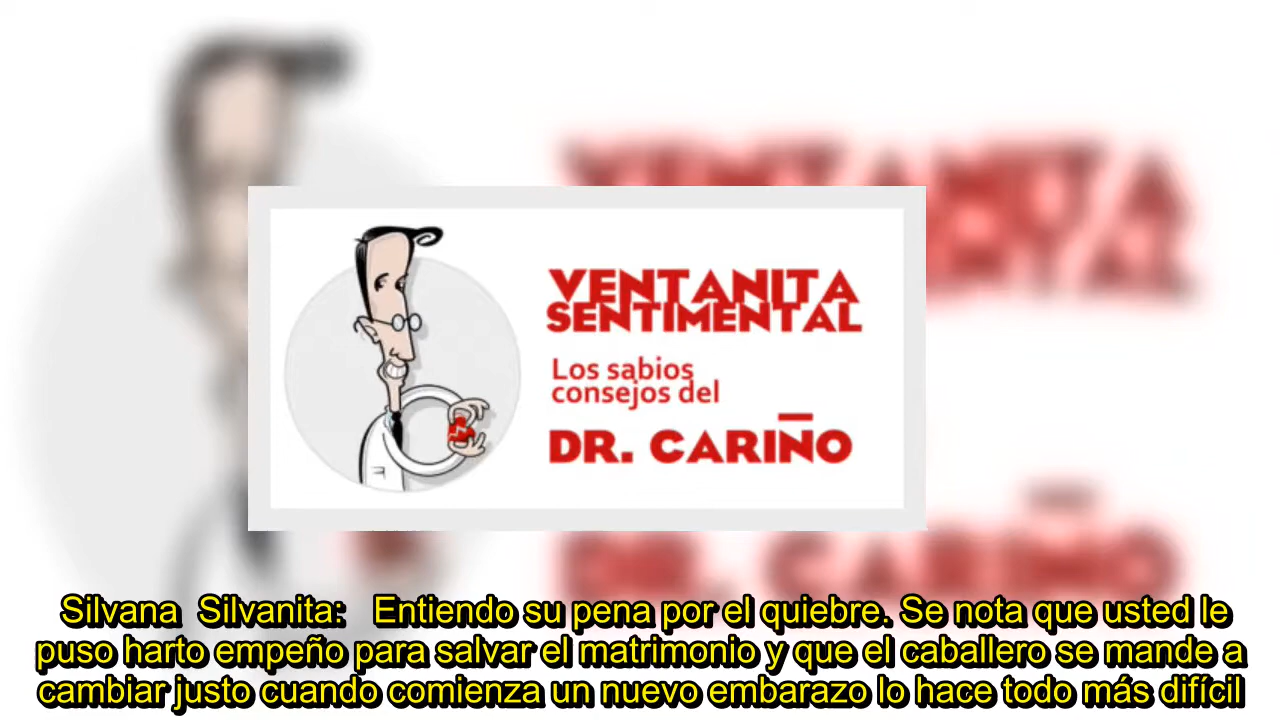 VENTANITA
SENTIMENTAL
Los sabios
consejos del
DR. CARIÑO
Silvana  Silvanita:   Entiendo su pena por el quiebre. Se nota que usted le
puso harto empeño para salvar el matrimonio y que el caballero se mande a
cambiar justo cuando comienza un nuevo embarazo lo hace todo más difícil